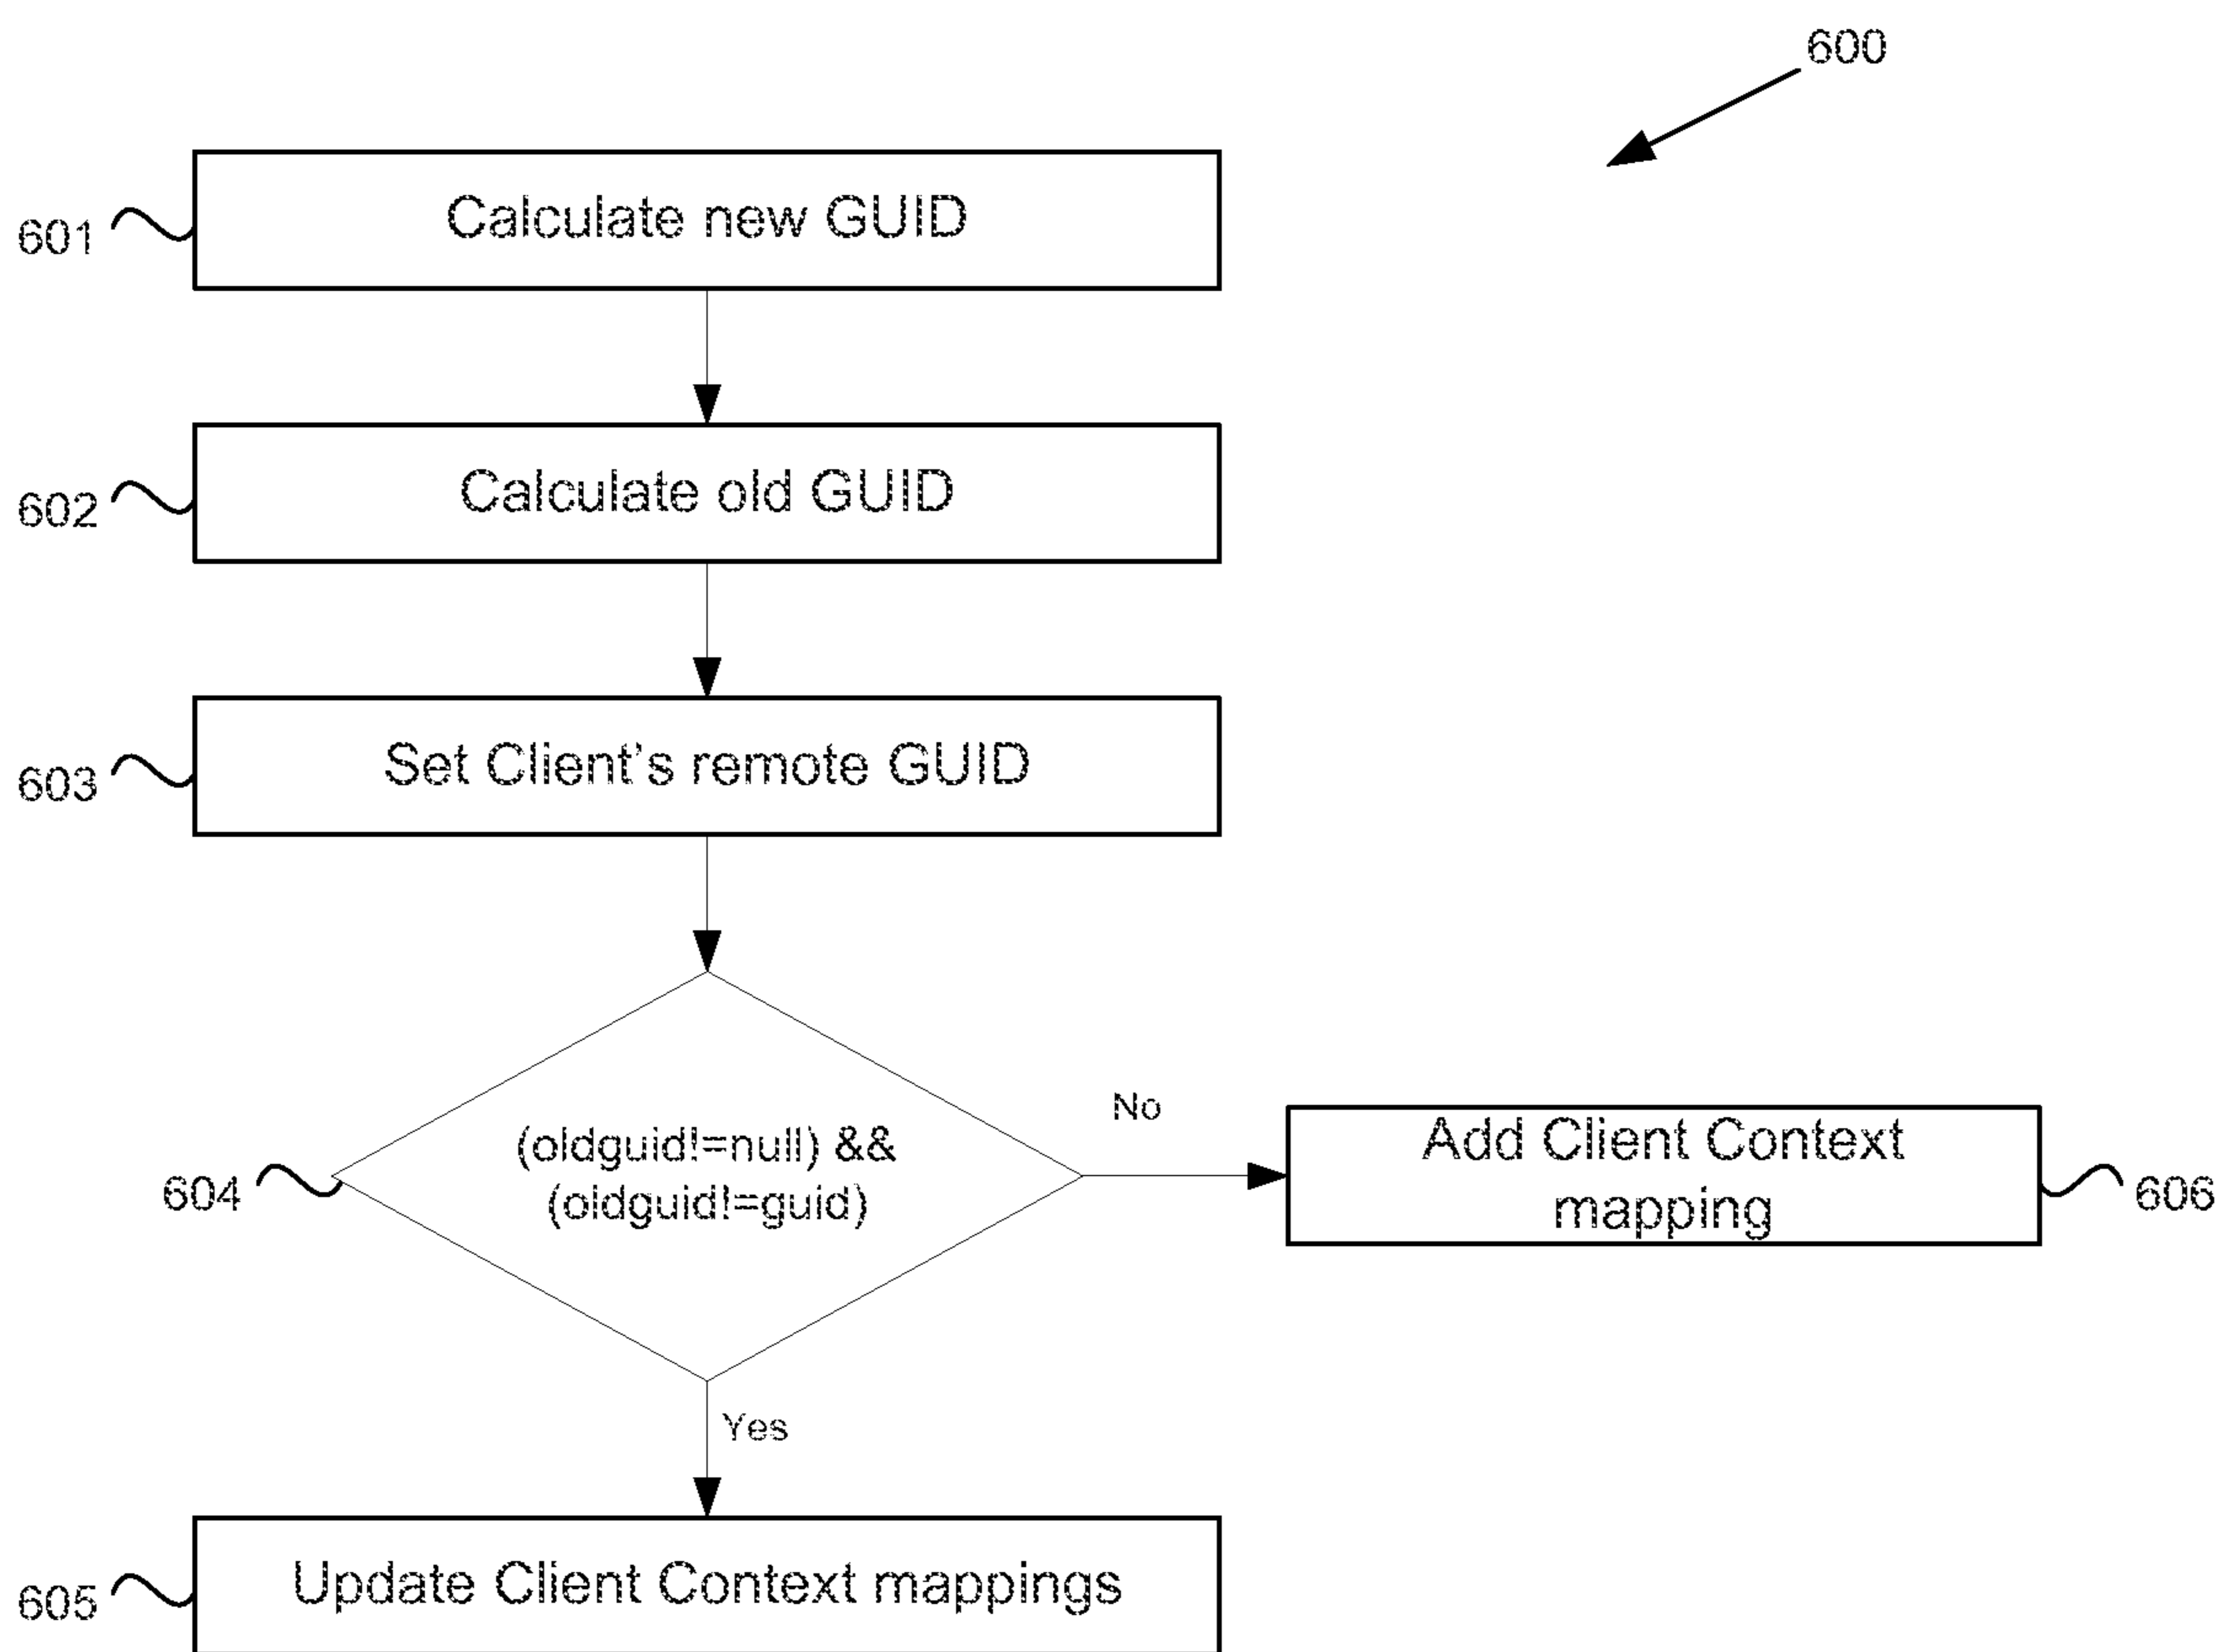 600
Calculate new GUID
601
Calculate old GUID
602
Set Client's remote GUID
603
(oldguid!=null) &&
(oldguid!=guid)
604
No
Add Client Context
mapping
606
Yes
Update Client Context mappings
605